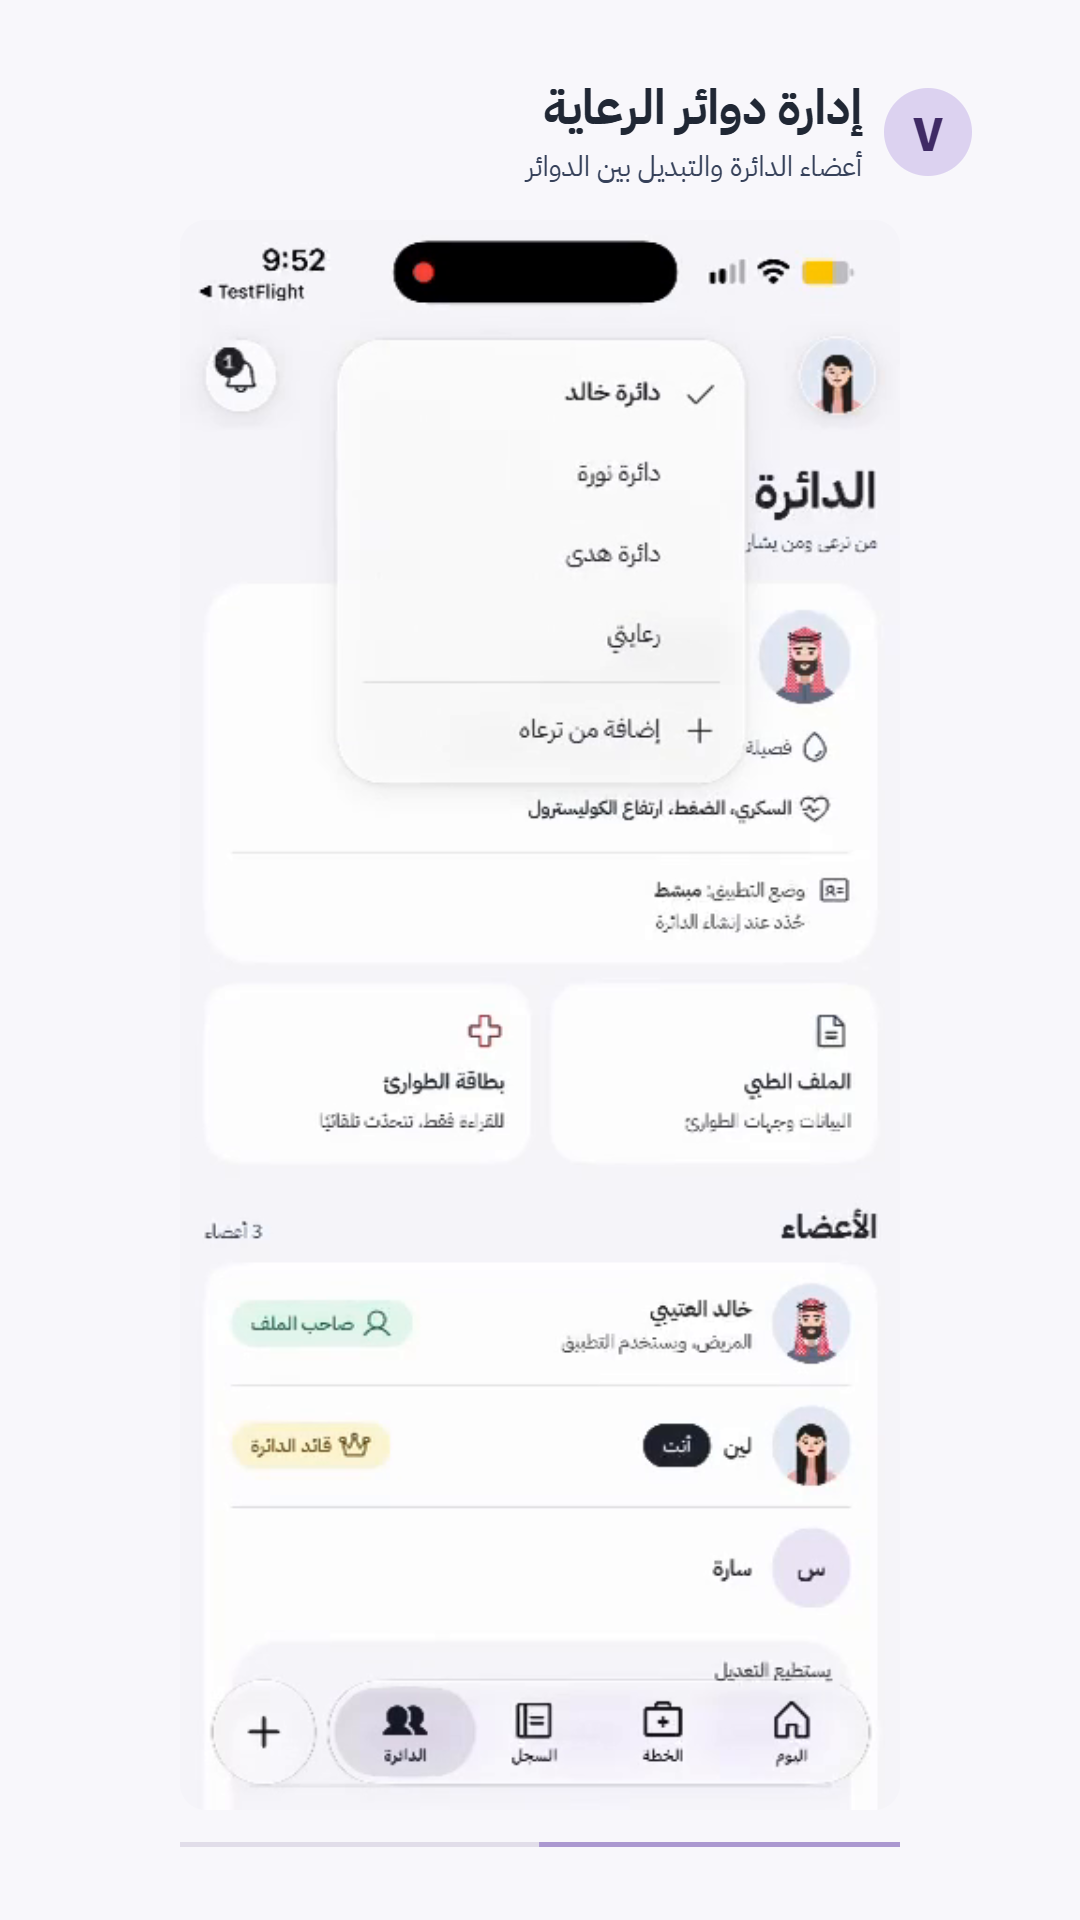 ٧
إدارة دوائر الرعاية
أعضاء الدائرة والتبديل بين الدوائر
9:52
TestFlight
1
دائرة خالد
دائرة نورة
دائرة هدى
رعايتي
إضافة من ترعاه
الدائرة
من نرعى ومن يشار
فصيلة
السكري، الضغط، ارتفاع الكوليسترول
وضع التطبيق: مبسّط
حُدّد عند إنشاء الدائرة
الملف الطبي
البيانات وجهات الطوارئ
بطاقة الطوارئ
للقراءة فقط، تتحدّث تلقائيًا
الأعضاء
3 أعضاء
خالد العتيبي
المريض، ويستخدم التطبيق
صاحب الملف
لين
أنت
قائد الدائرة
س
سارة
يستطيع التعديل
اليوم
الخطة
السجل
الدائرة